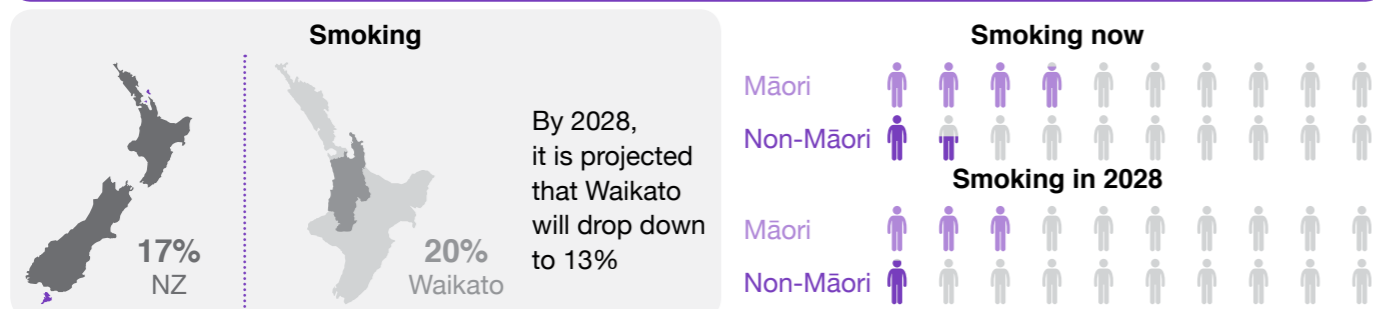 Smoking
17%
NZ
20%
Waikato
By 2028,
it is projected
that Waikato
will drop down
to 13%
Smoking now
Māori
Non-Māori
Smoking in 2028
Māori
Non-Māori